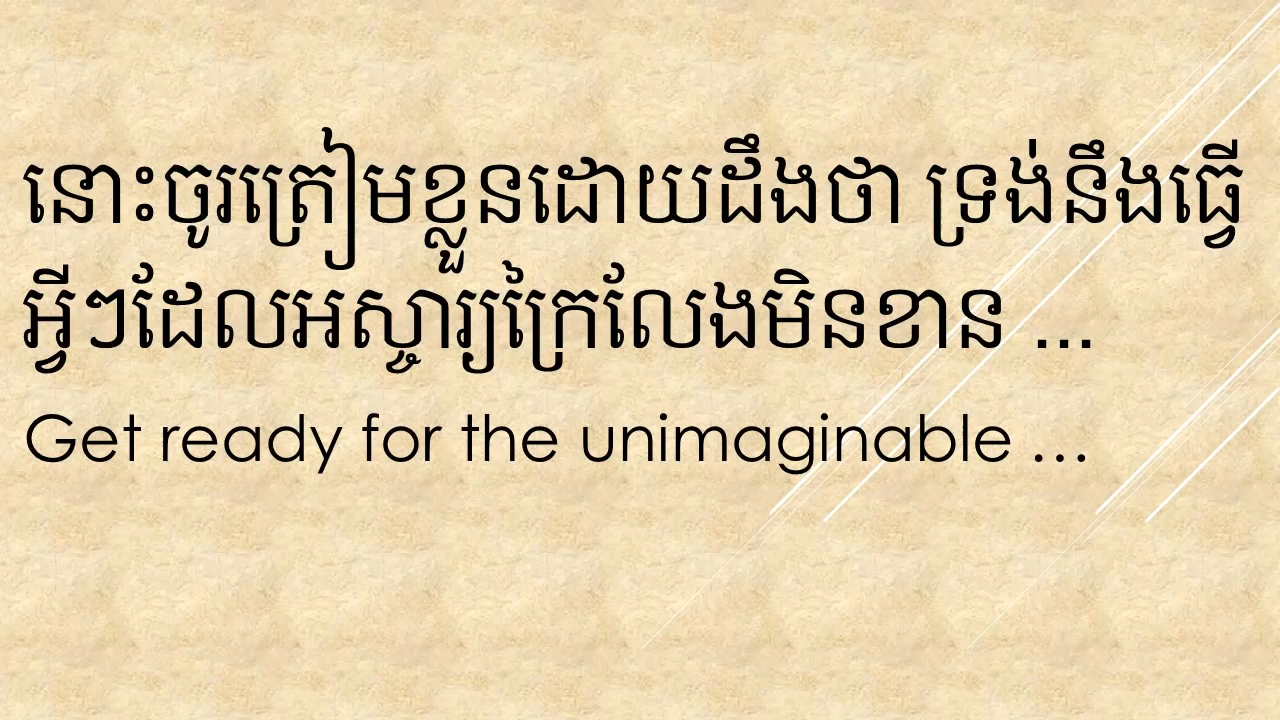 នោះចូរត្រៀមខ្លួនដោយដឹងថា ទ្រង់នឹងធ្វើ
អ្វីៗដែលអស្ចារ្យក្រៃលែងមិនខាន ...
Get ready for the unimaginable …